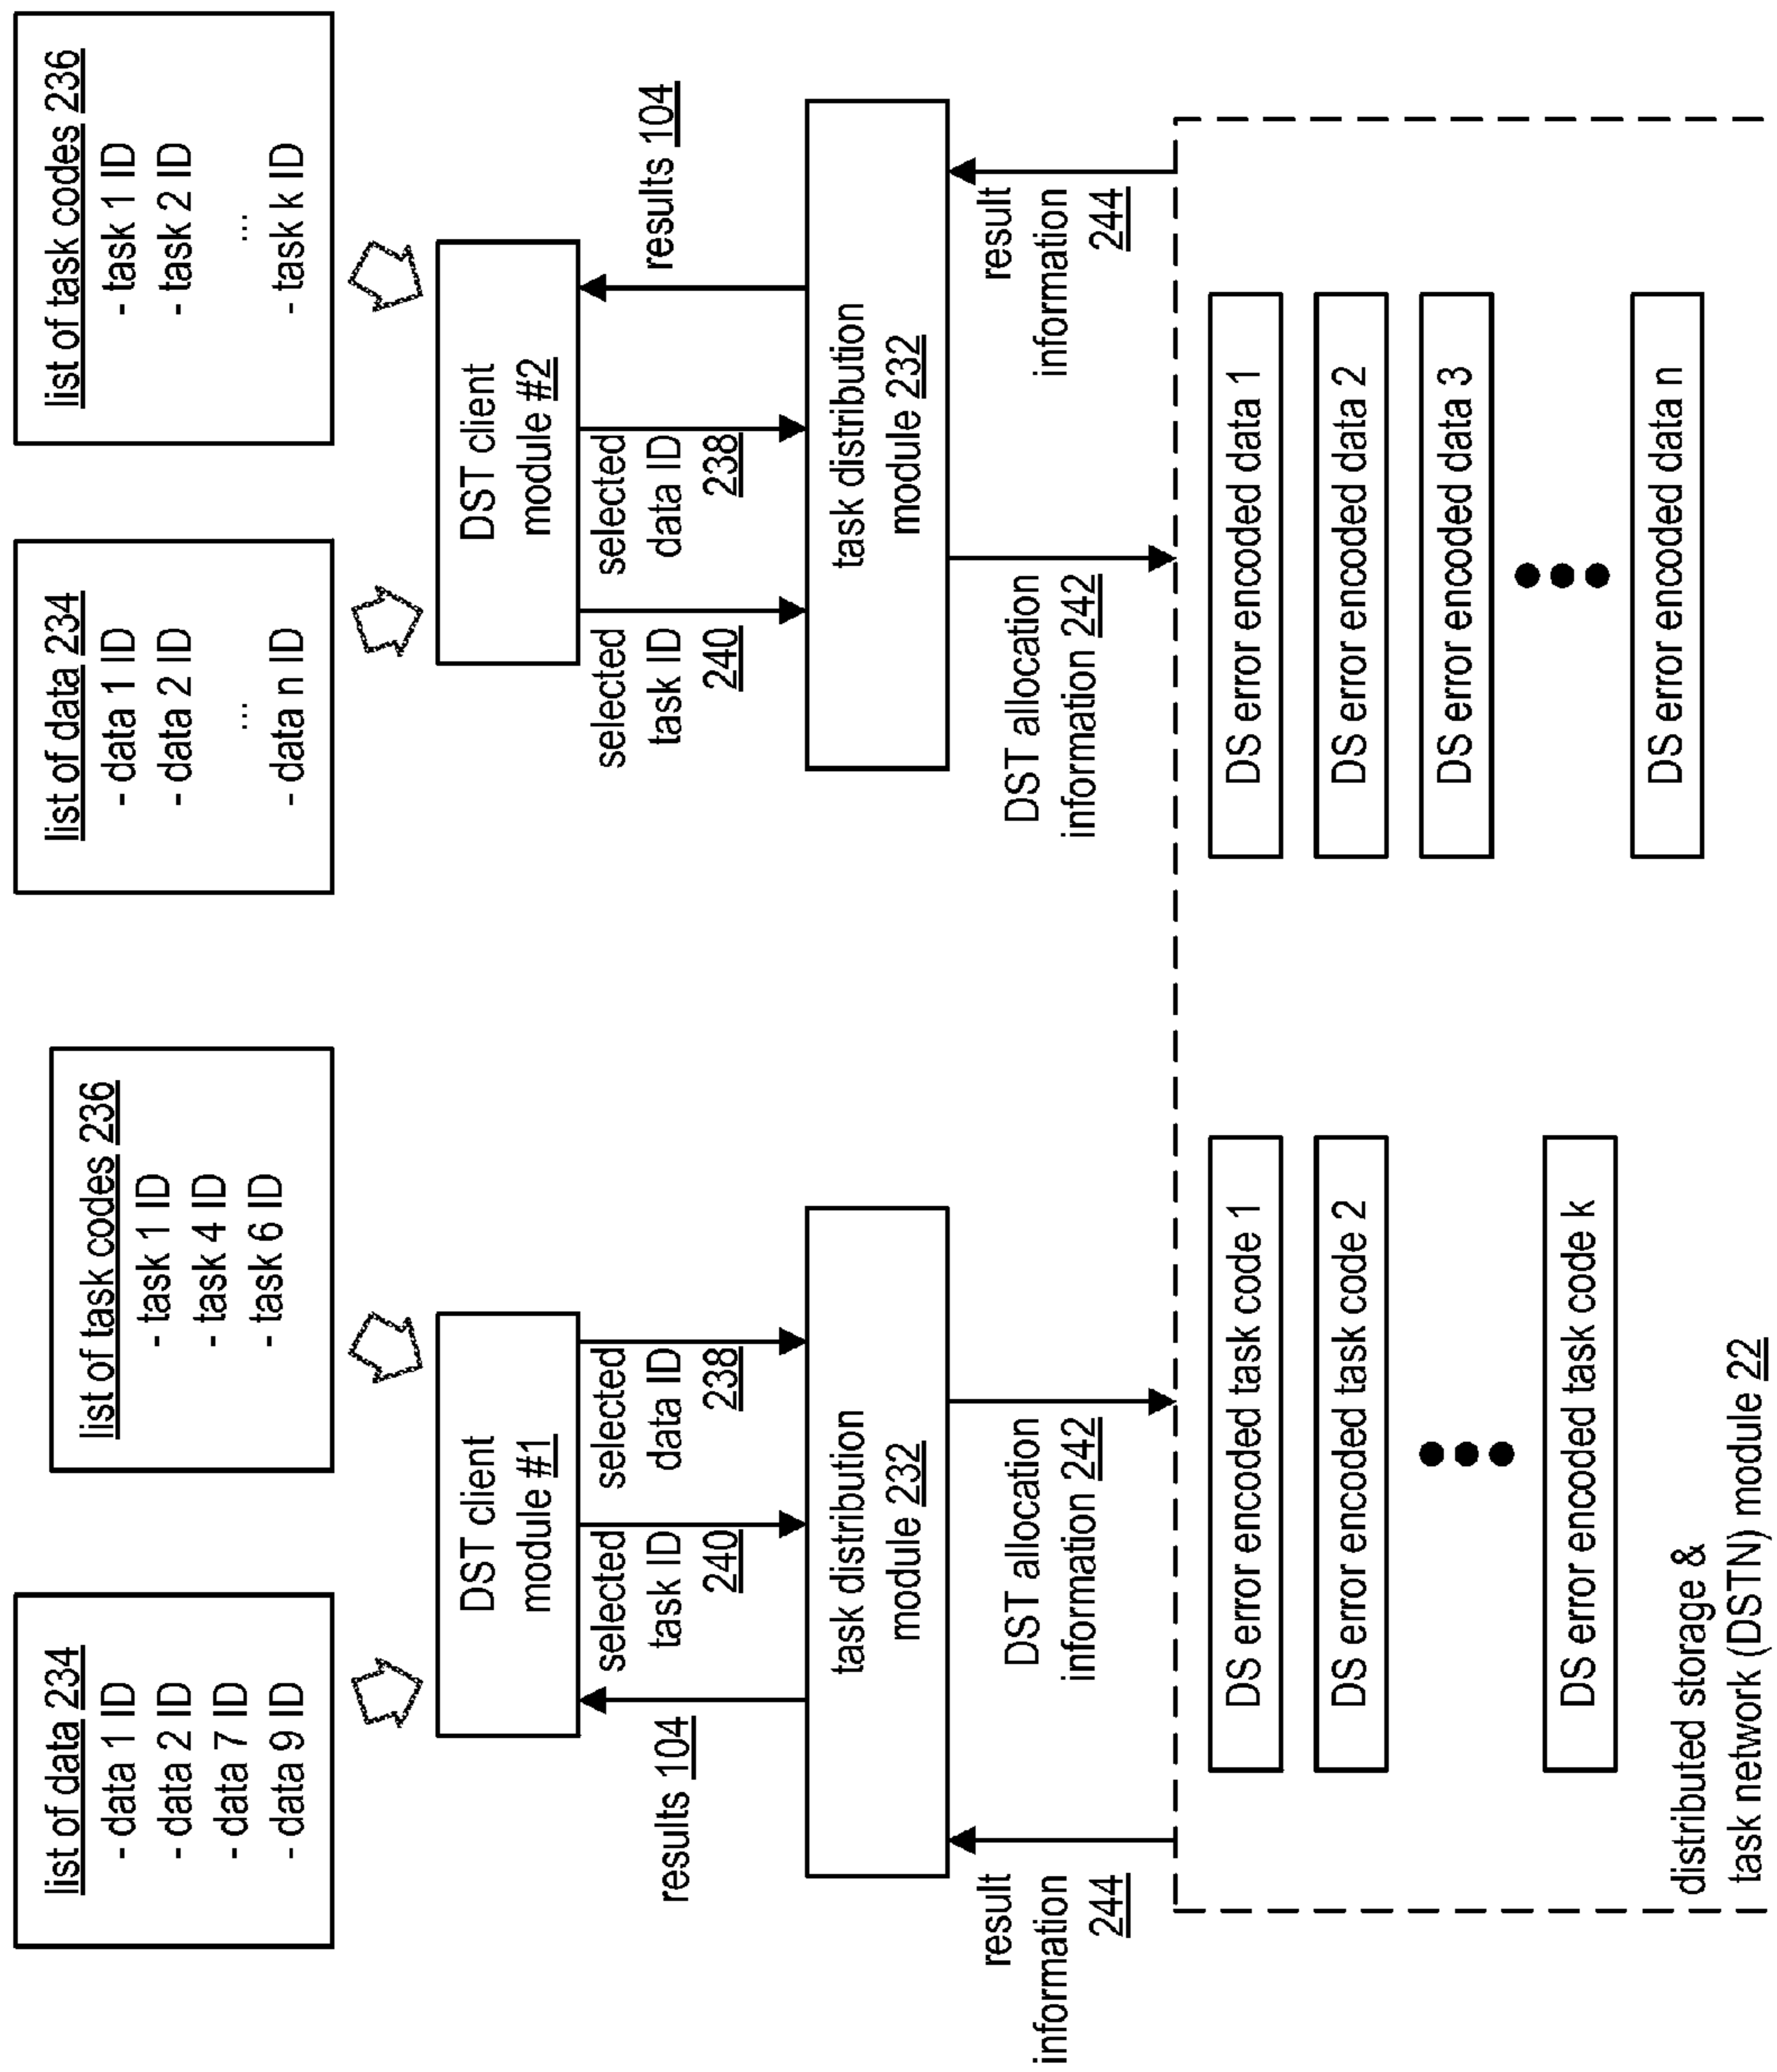 list of data 234
- data 1 ID
- data 2 ID
- data 7 ID
- data 9 ID
list of task codes 236
- task 1 ID
- task 4 ID
- task 6 ID
list of data 234
- data 1 ID
- data 2 ID
...
- data n ID
list of task codes 236
- task 1 ID
- task 2 ID
...
- task k ID
DST client
module #1
DST client
module #2
results 104
selected
task ID
240
selected
data ID
238
selected
task ID
240
selected
data ID
238
results 104
task distribution
module 232
task distribution
module 232
result
information
244
DST allocation
information 242
DST allocation
information 242
result
information
244
DS error encoded task code 1
DS error encoded task code 2
DS error encoded task code k
DS error encoded data 1
DS error encoded data 2
DS error encoded data 3
DS error encoded data n
distributed storage &
task network (DSTN) module 22